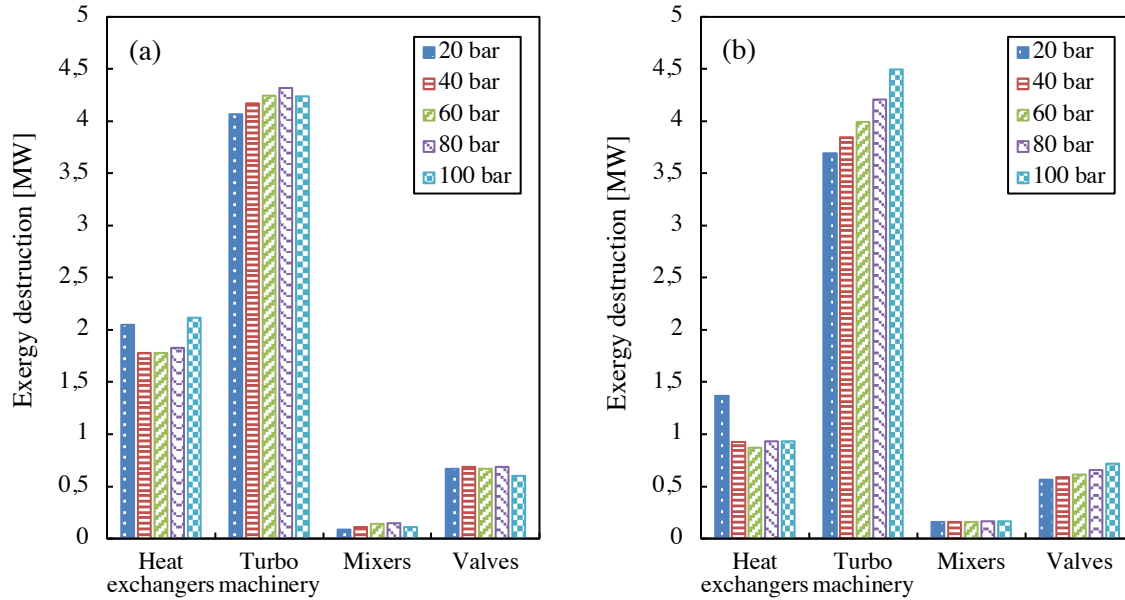 (a)
Exergy destruction [MW]
5
4,5
4
3,5
3
2,5
2
1,5
1
0,5
0
20 bar
40 bar
60 bar
80 bar
100 bar
Heat
exchangers
Turbo
machinery
Mixers
Valves
(b)
Exergy destruction [MW]
5
4,5
4
3,5
3
2,5
2
1,5
1
0,5
0
20 bar
40 bar
60 bar
80 bar
100 bar
Heat
exchangers
Turbo
machinery
Mixers
Valves